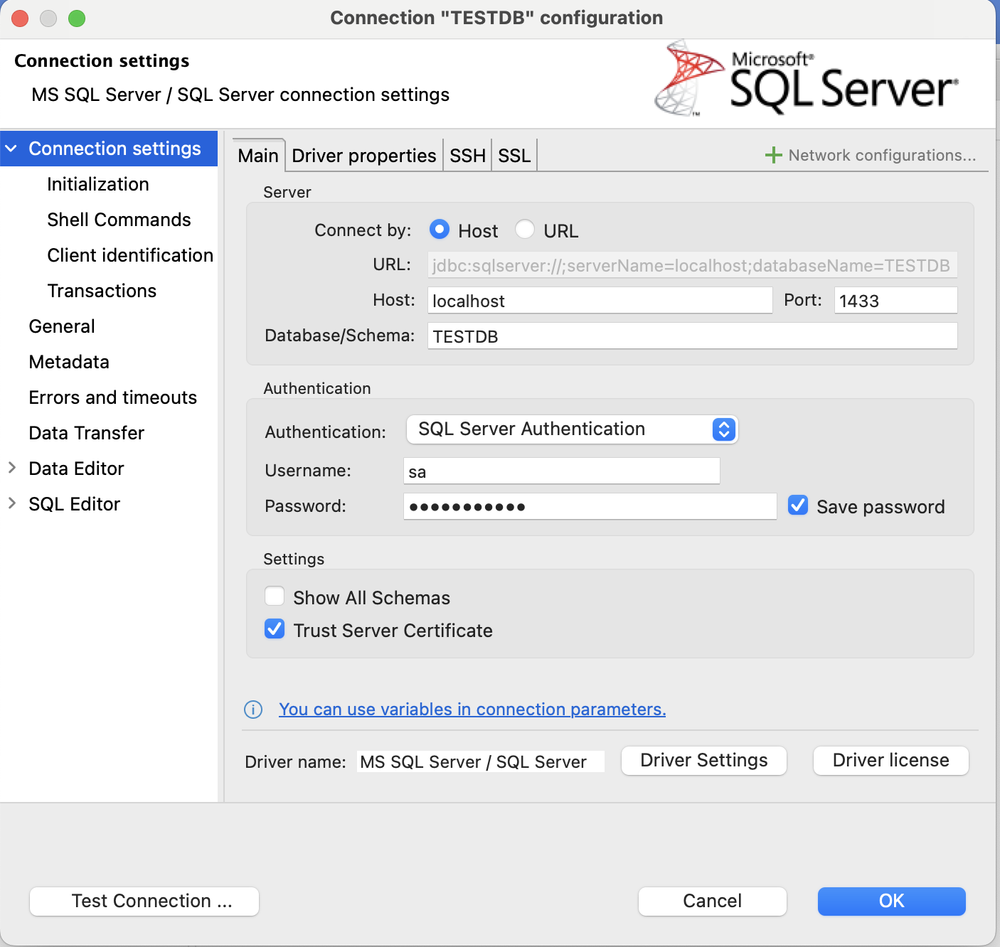 Connection "TESTDB" configuration
Connection settings
MS SQL Server / SQL Server connection settings
Microsoft®
SQL Server®
™
Connection settings
Initialization
Shell Commands
Client identification
Transactions
General
Metadata
Errors and timeouts
Data Transfer
Data Editor
SQL Editor
Main Driver properties SSH SSL Network configurations...
Server
Connect by: Host URL
URL: jdbc:sqlserver://;serverName=localhost;databaseName=TESTDB
Host: localhost Port: 1433
Database/Schema: TESTDB
Authentication
Authentication: SQL Server Authentication
Username: sa
Password: ••••••••••• Save password
Settings
Show All Schemas
Trust Server Certificate
You can use variables in connection parameters.
Driver name: MS SQL Server / SQL Server Driver Settings Driver license
Test Connection ... Cancel OK